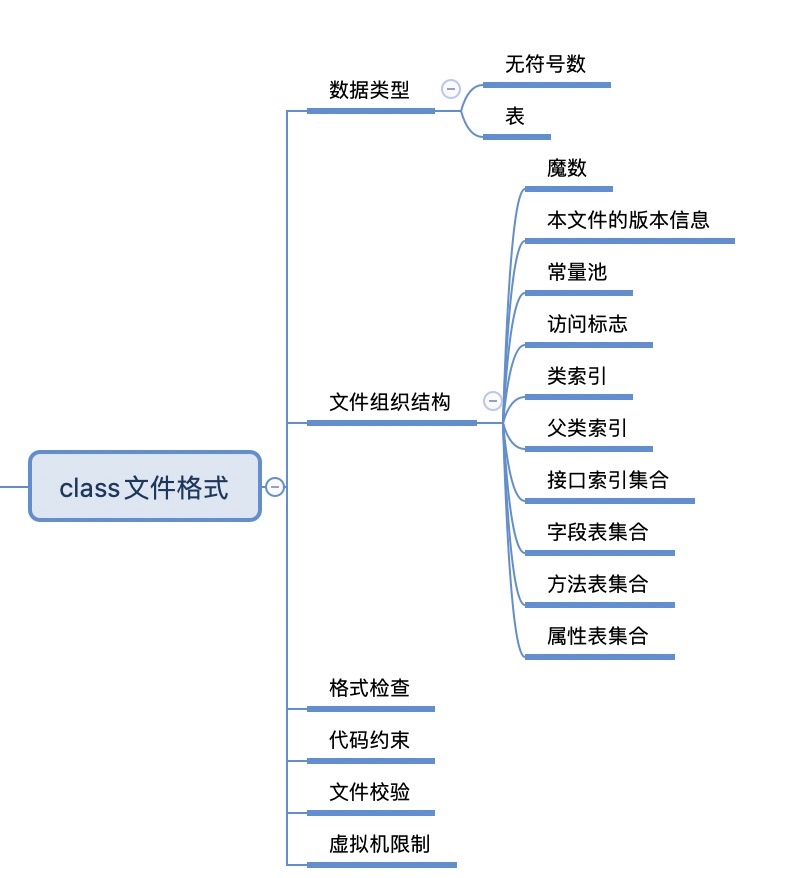 class文件格式
数据类型
无符号数
表
文件组织结构
魔数
本文件的版本信息
常量池
访问标志
类索引
父类索引
接口索引集合
字段表集合
方法表集合
属性表集合
格式检查
代码约束
文件校验
虚拟机限制